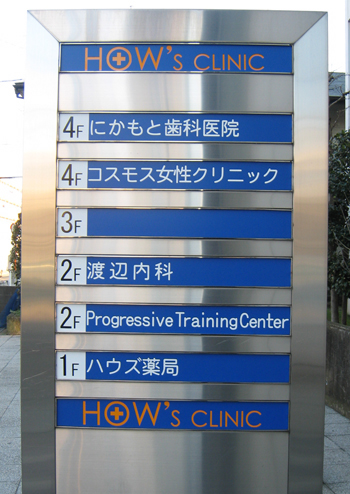 HOW'S CLINIC
4F にかもと歯科医院
4F コスモス女性クリニック
3F
2F 渡辺内科
2F Progressive Training Center
1F ハウズ薬局
HOW'S CLINIC